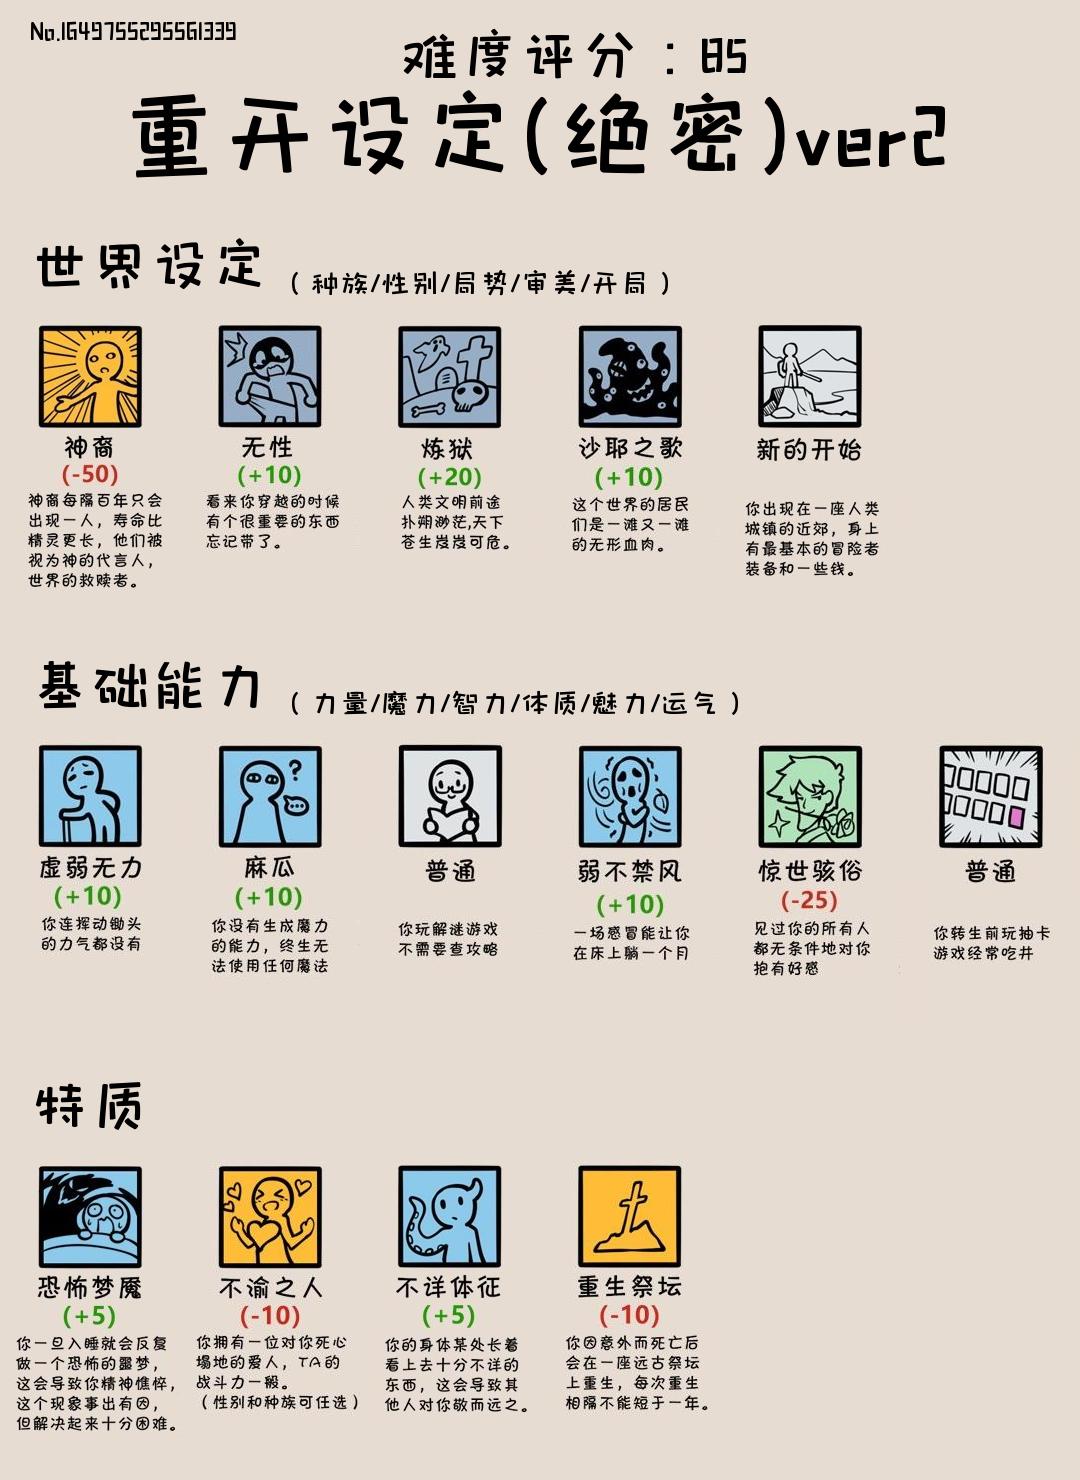 No.1649755295561339
难度评分：85
重开设定(绝密)ver2
世界设定（种族/性别/局势/审美/开局）
神裔
(-50)
神裔每隔百年只会
出现一人，寿命比
精灵更长，他们被
视为神的代言人，
世界的救赎者。
无性
(+10)
看来你穿越的时候
有个很重要的东西
忘记带了。
炼狱
(+20)
人类文明前途
扑朔渺茫,天下
苍生岌岌可危。
沙耶之歌
(+10)
这个世界的居民
们是一滩又一滩
的无形血肉。
新的开始
你出现在一座人类
城镇的近郊，身上
有最基本的冒险者
装备和一些钱。
基础能力（力量/魔力/智力/体质/魅力/运气）
虚弱无力
(+10)
你连挥动锄头
的力气都没有
麻瓜
(+10)
你没有生成魔力
的能力，终生无
法使用任何魔法
普通
你玩解谜游戏
不需要查攻略
弱不禁风
(+10)
一场感冒能让你
在床上躺一个月
惊世骇俗
(-25)
见过你的所有人
都无条件地对你
抱有好感
普通
你转生前玩抽卡
游戏经常吃井
特质
恐怖梦魇
(+5)
你一旦入睡就会反复
做一个恐怖的噩梦，
这会导致你精神憔悴，
这个现象事出有因，
但解决起来十分困难。
不渝之人
(-10)
你拥有一位对你死心
塌地的爱人，TA的
战斗力一般。
（性别和种族可任选）
不详体征
(+5)
你的身体某处长着
看上去十分不详的
东西，这会导致其
他人对你敬而远之。
重生祭坛
(-10)
你因意外而死亡后
会在一座远古祭坛
上重生，每次重生
相隔不能短于一年。